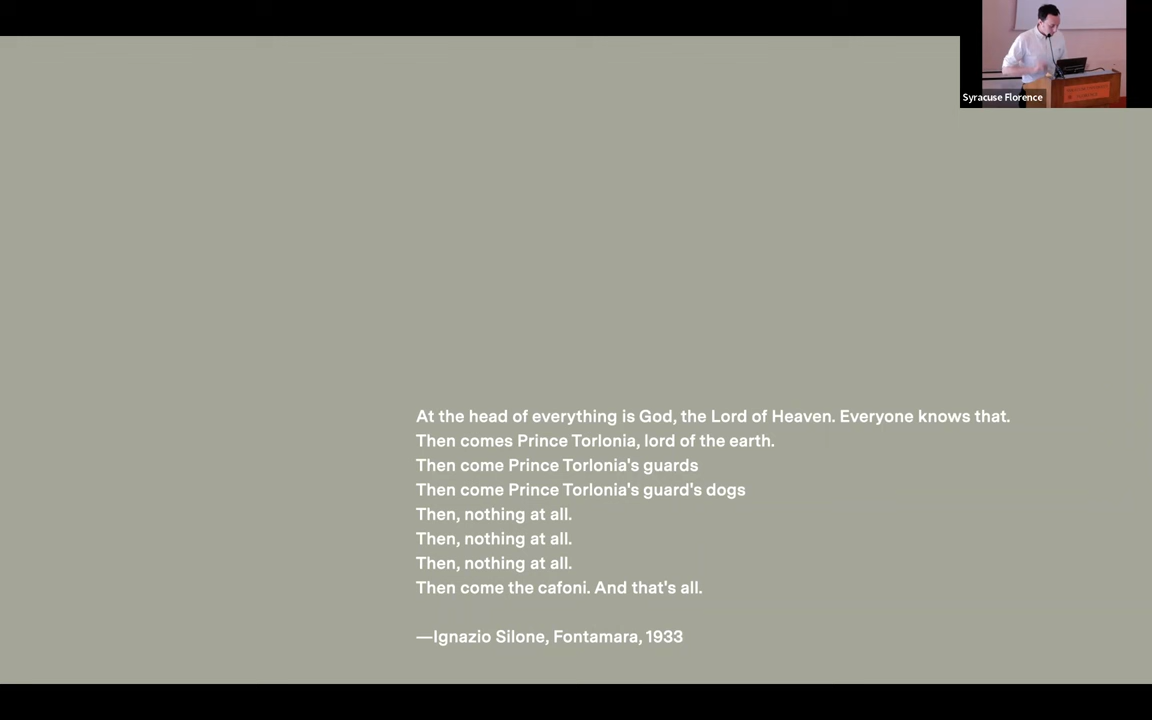 Syracuse Florence
At the head of everything is God, the Lord of Heaven. Everyone knows that.
Then comes Prince Torlonia, lord of the earth.
Then come Prince Torlonia's guards
Then come Prince Torlonia's guard's dogs
Then, nothing at all.
Then, nothing at all.
Then, nothing at all.
Then come the cafoni. And that's all.
—Ignazio Silone, Fontamara, 1933